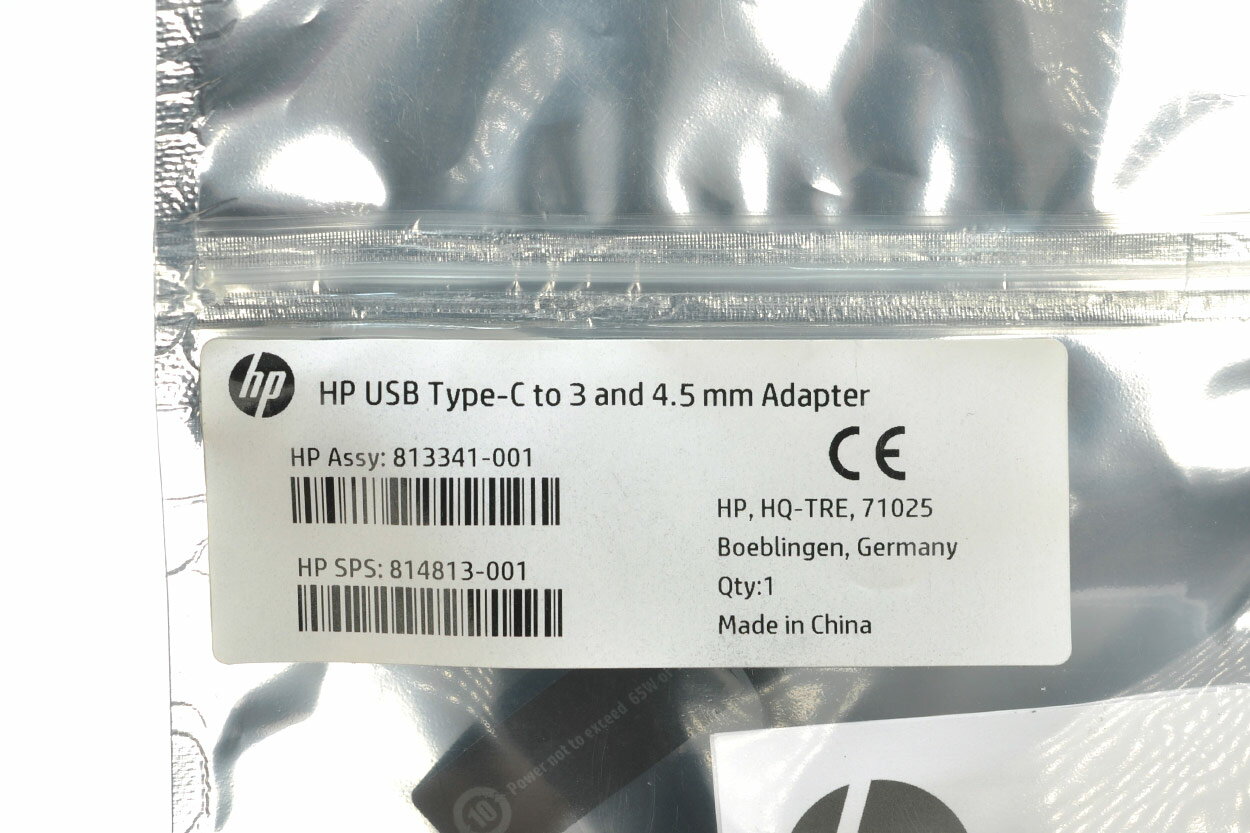 hp
HP USB Type-C to 3 and 4.5 mm Adapter
CE
HP Assy: 813341-001
HP SPS: 814813-001
HP, HQ-TRE, 71025
Boeblingen, Germany
Qty:1
Made in China
Power not to exceed 65W
10